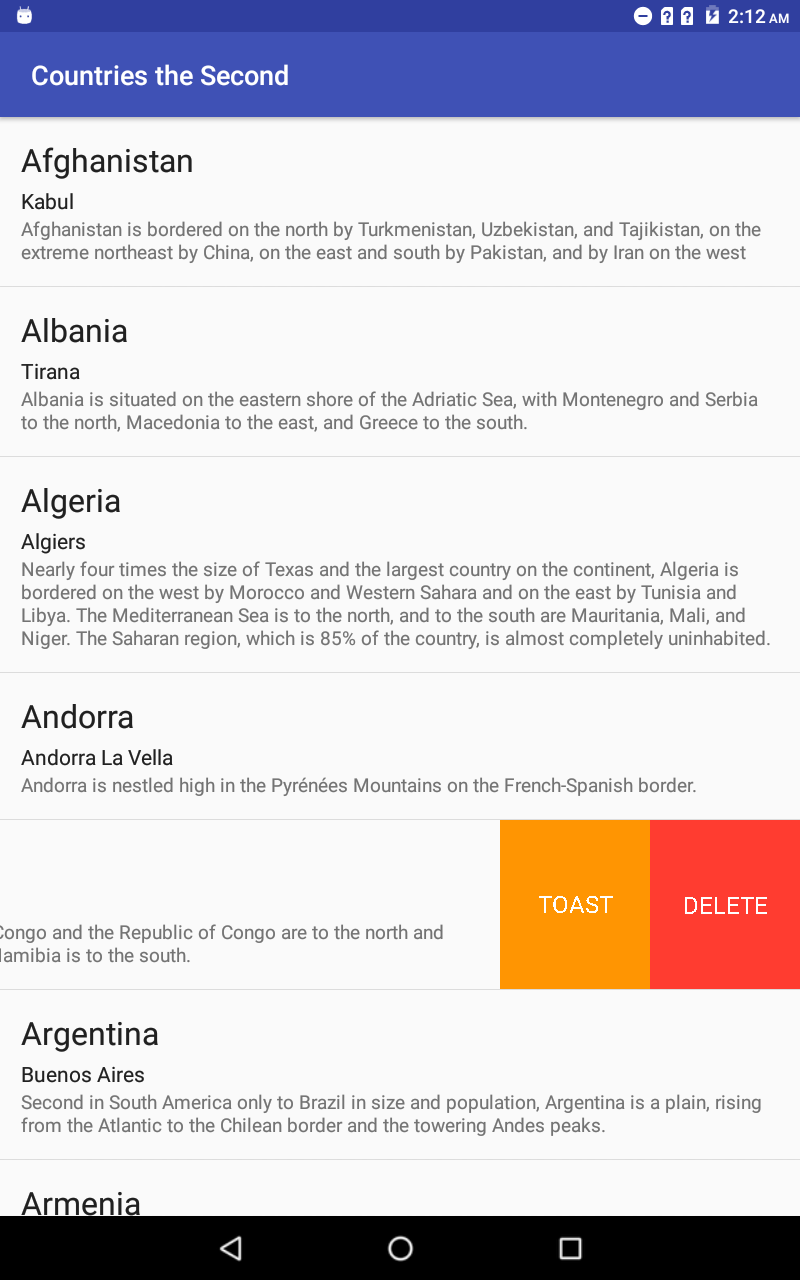 2:12 AM
Countries the Second
Afghanistan
Kabul
Afghanistan is bordered on the north by Turkmenistan, Uzbekistan, and Tajikistan, on the
extreme northeast by China, on the east and south by Pakistan, and by Iran on the west
Albania
Tirana
Albania is situated on the eastern shore of the Adriatic Sea, with Montenegro and Serbia
to the north, Macedonia to the east, and Greece to the south.
Algeria
Algiers
Nearly four times the size of Texas and the largest country on the continent, Algeria is
bordered on the west by Morocco and Western Sahara and on the east by Tunisia and
Libya. The Mediterranean Sea is to the north, and to the south are Mauritania, Mali, and
Niger. The Saharan region, which is 85% of the country, is almost completely uninhabited.
Andorra
Andorra La Vella
Andorra is nestled high in the Pyrénées Mountains on the French-Spanish border.
Congo and the Republic of Congo are to the north and
amibia is to the south.
TOAST
DELETE
Argentina
Buenos Aires
Second in South America only to Brazil in size and population, Argentina is a plain, rising
from the Atlantic to the Chilean border and the towering Andes peaks.
Armenia